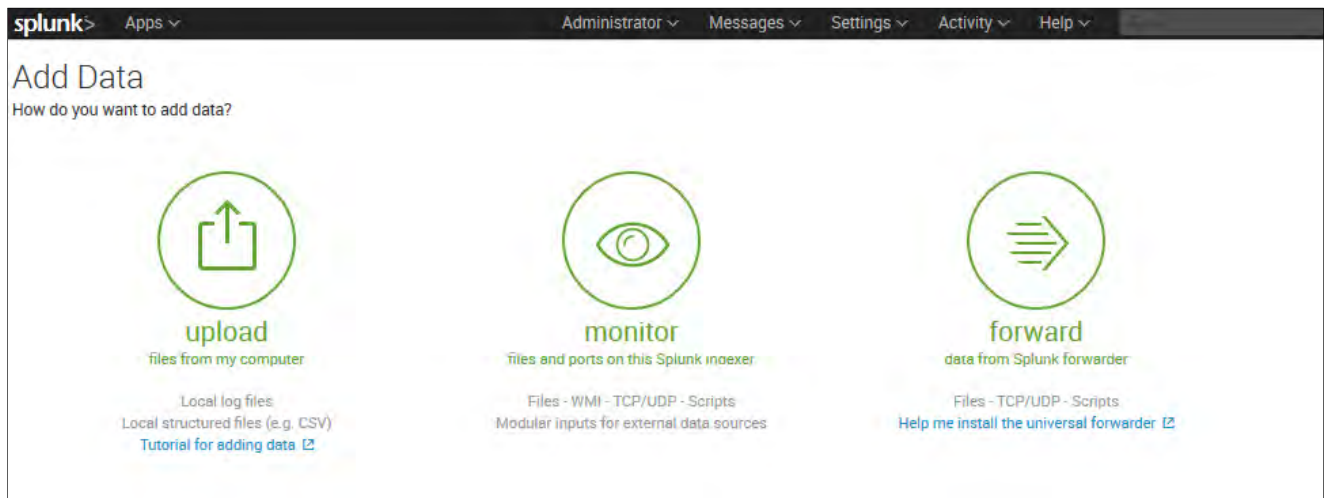 splunk> Apps Administrator Messages Settings Activity Help
Add Data
How do you want to add data?
upload
files from my computer
Local log files
Local structured files (e.g. CSV)
Tutorial for adding data
monitor
files and ports on this Splunk indexer
Files - WMI - TCP/UDP - Scripts
Modular inputs for external data sources
forward
data from Splunk forwarder
Files - TCP/UDP - Scripts
Help me install the universal forwarder